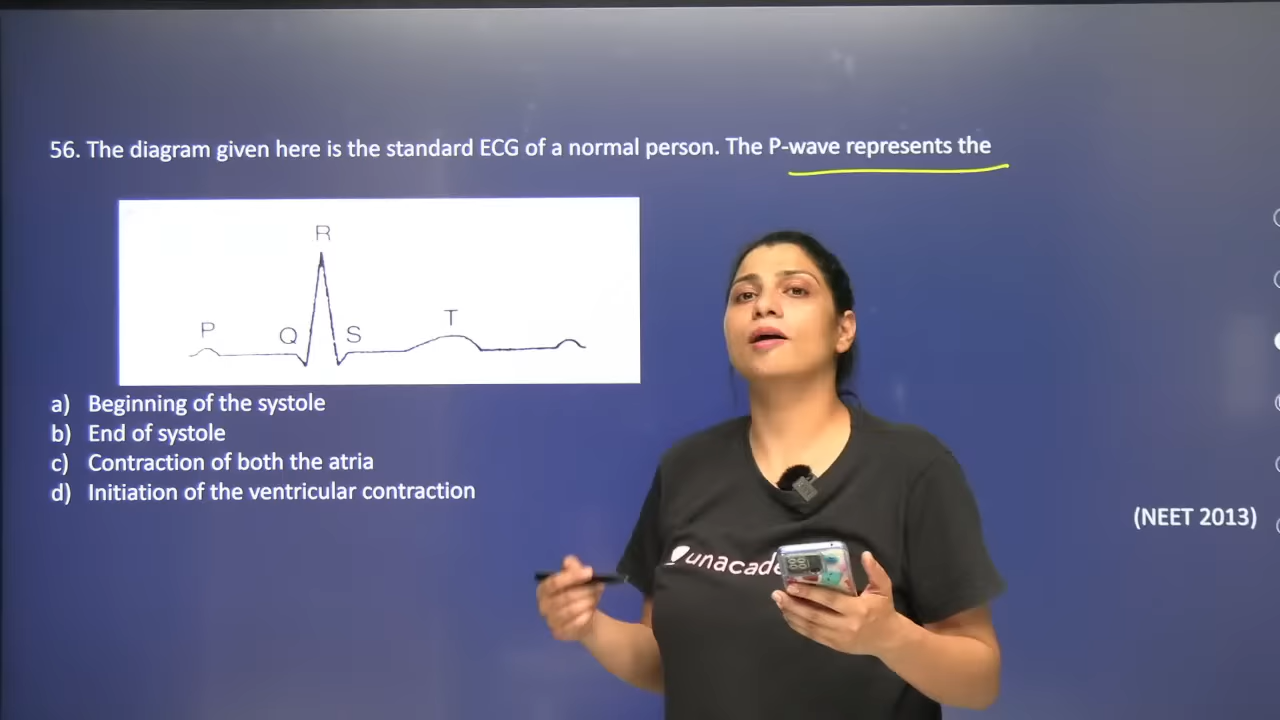 56. The diagram given here is the standard ECG of a normal person. The P-wave represents the
R
P
Q
S
T
a) Beginning of the systole
b) End of systole
c) Contraction of both the atria
d) Initiation of the ventricular contraction
(NEET 2013)
unacade